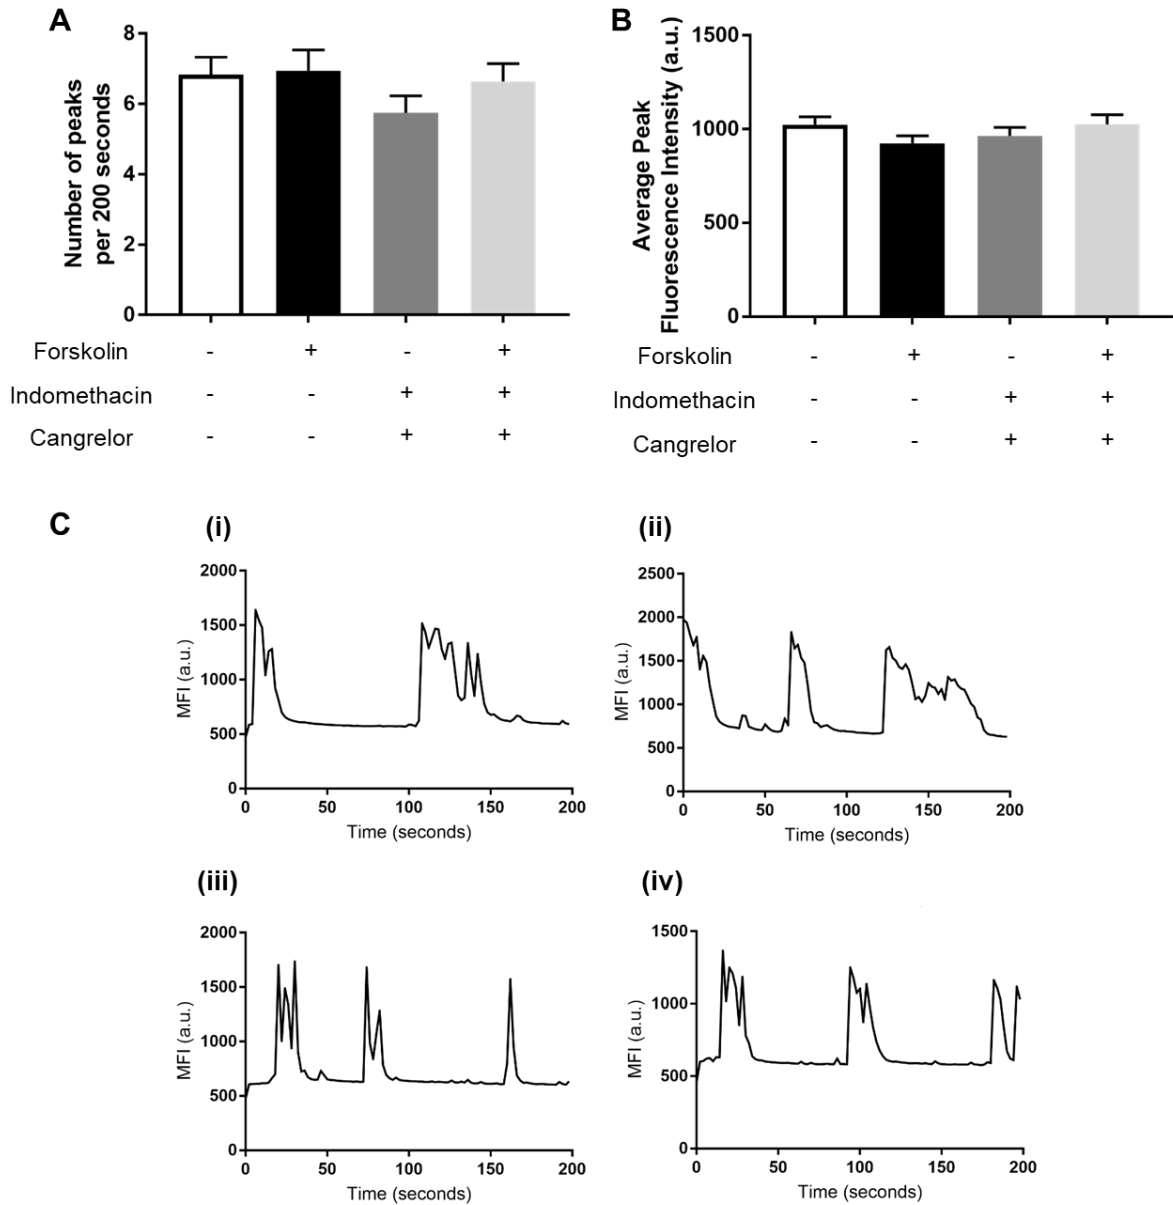 A
Number of peaks
per 200 seconds
8
6
4
2
0
Forskolin - + - +
Indomethacin - - + +
Cangrelor - - + +
B
Average Peak
Fluorescence Intensity (a.u.)
1500
1000
500
0
Forskolin - + - +
Indomethacin - - + +
Cangrelor - - + +
C
(i)
MFI (a.u.)
2000
1500
1000
500
0
0 50 100 150 200
Time (seconds)
(ii)
MFI (a.u.)
2500
2000
1500
1000
500
0
0 50 100 150 200
Time (seconds)
(iii)
MFI (a.u.)
2000
1500
1000
500
0
0 50 100 150 200
Time (seconds)
(iv)
MFI (a.u.)
1500
1000
500
0
0 50 100 150 200
Time (seconds)